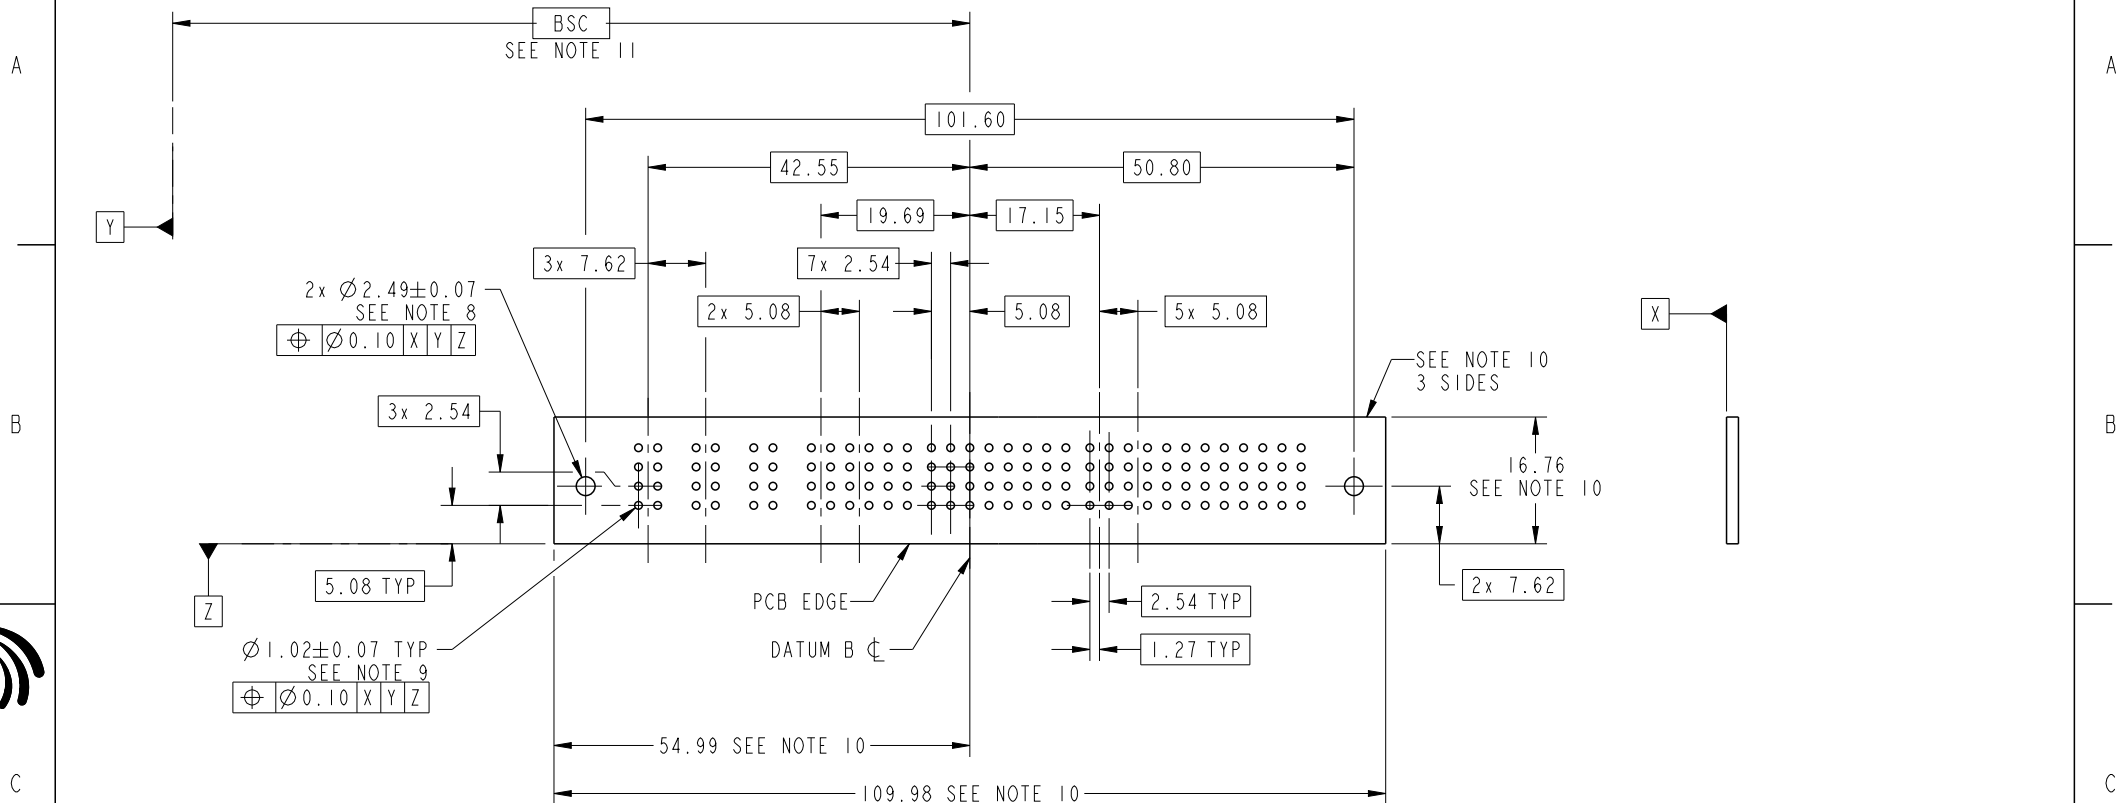 BSC
SEE NOTE 11
A
A
101.60
42.55
50.80
19.69
17.15
Y
3x 7.62
7x 2.54
2x Ø2.49±0.07
SEE NOTE 8
⌖ Ø0.10 X Y Z
2x 5.08
5.08
5x 5.08
X
SEE NOTE 10
3 SIDES
3x 2.54
B
B
16.76
SEE NOTE 10
5.08 TYP
Z
PCB EDGE
2.54 TYP
2x 7.62
Ø1.02±0.07 TYP
SEE NOTE 9
⌖ Ø0.10 X Y Z
DATUM B ℄
1.27 TYP
54.99 SEE NOTE 10
C
C
109.98 SEE NOTE 10